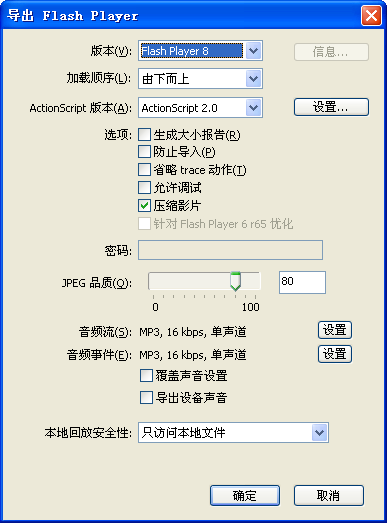 导出 Flash Player
版本(V): Flash Player 8 信息...
加载顺序(L): 由下而上
ActionScript 版本(A): ActionScript 2.0 设置...
选项: 生成大小报告(R)
防止导入(P)
省略 trace 动作(T)
允许调试
压缩影片
针对 Flash Player 6 r65 优化
密码:
JPEG 品质(Q): 80
0 100
音频流(S): MP3, 16 kbps, 单声道 设置
音频事件(E): MP3, 16 kbps, 单声道 设置
覆盖声音设置
导出设备声音
本地回放安全性: 只访问本地文件
确定 取消